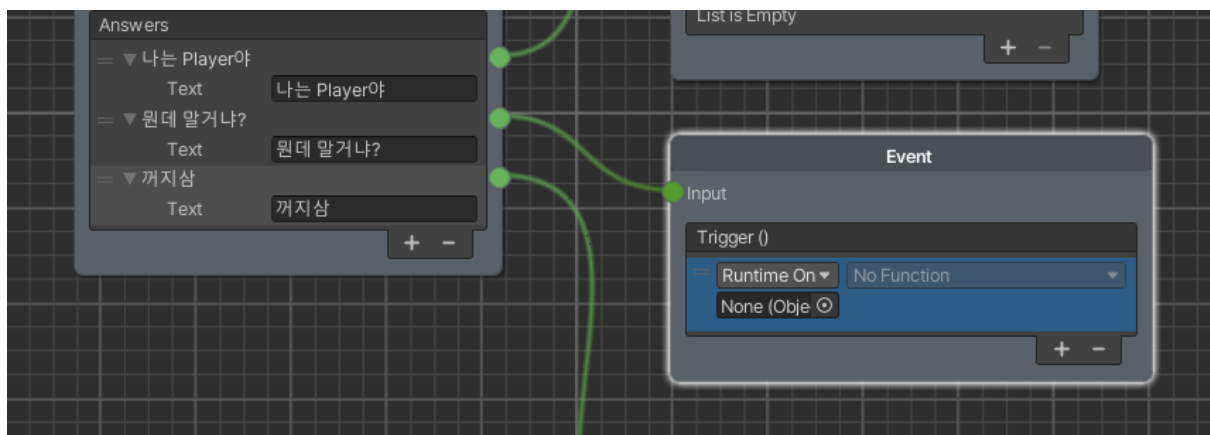 Answers
나는 Player야
Text 나는 Player야
뭔데 말거냐?
Text 뭔데 말거냐?
꺼지삼
Text 꺼지삼
+ -
List is Empty
+ -
Event
Input
Trigger ()
Runtime On No Function
None (Obje
+ -